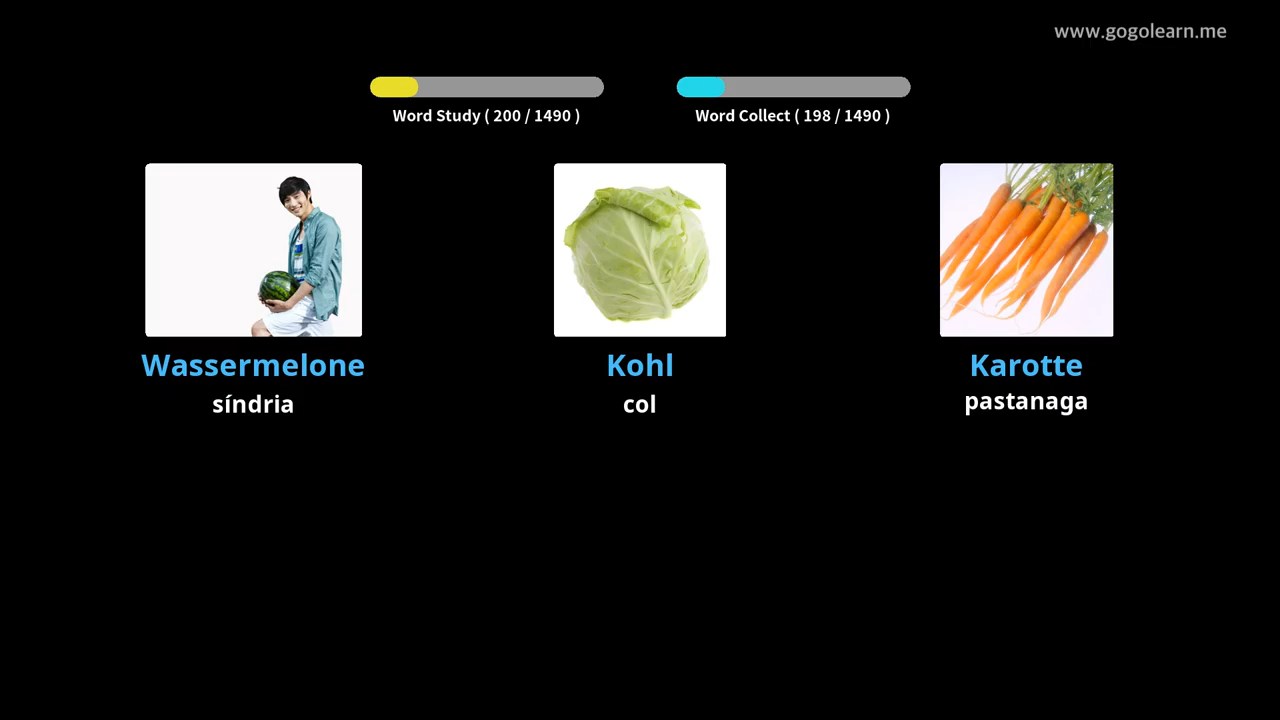 www.gogolearn.me
Word Study ( 200 / 1490 )
Word Collect ( 198 / 1490 )
Wassermelone
síndria
Kohl
col
Karotte
pastanaga